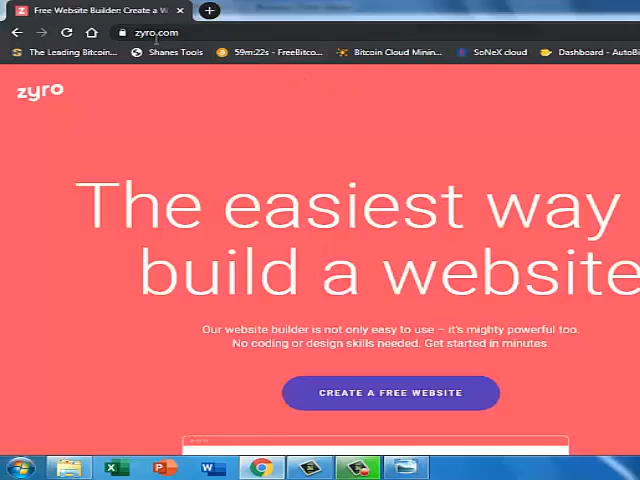 Free Website Builder: Create a W
zyro.com
The Leading Bitcoin...
Shanes Tools
59m:22s - FreeBitco...
Bitcoin Cloud Minin...
SoNeX cloud
Dashboard - AutoBi
zyro
The easiest way
build a website
Our website builder is not only easy to use – it's mighty powerful too.
No coding or design skills needed. Get started in minutes.
CREATE A FREE WEBSITE